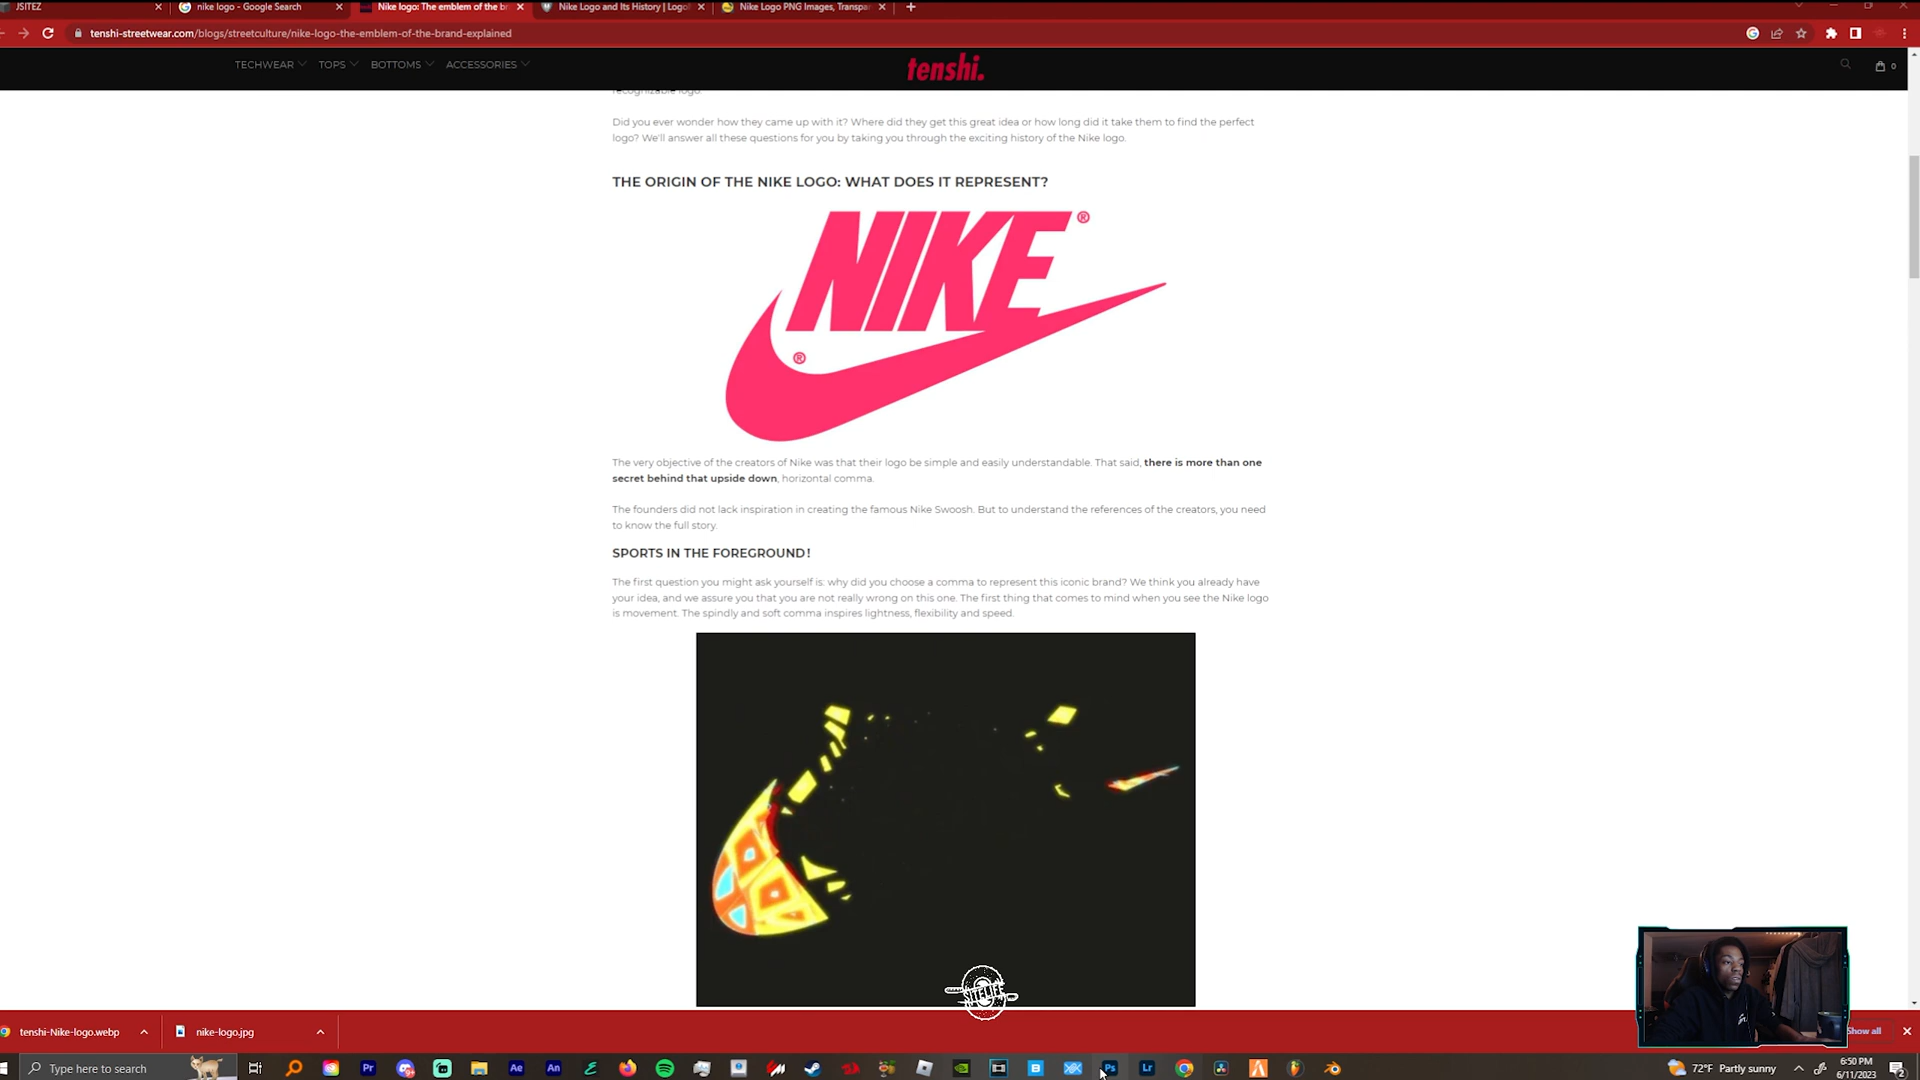 JSITEZ
nike logo - Google Search
Nike logo: The emblem of the br
Nike Logo and Its History | Logo
Nike Logo PNG Images, Transpar
tenshi-streetwear.com/blogs/streetculture/nike-logo-the-emblem-of-the-brand-explained
TECHWEAR TOPS BOTTOMS ACCESSORIES
tenshi.
0
recognizable logo.
Did you ever wonder how they came up with it? Where did they get this great idea or how long did it take them to find the perfect
logo? We'll answer all these questions for you by taking you through the exciting history of the Nike logo.
THE ORIGIN OF THE NIKE LOGO: WHAT DOES IT REPRESENT?
NIKE ®
®
The very objective of the creators of Nike was that their logo be simple and easily understandable. That said, there is more than one
secret behind that upside down, horizontal comma.
The founders did not lack inspiration in creating the famous Nike Swoosh. But to understand the references of the creators, you need
to know the full story.
SPORTS IN THE FOREGROUND!
The first question you might ask yourself is: why did you choose a comma to represent this iconic brand? We think you already have
your idea, and we assure you that you are not really wrong on this one. The first thing that comes to mind when you see the Nike logo
is movement. The spindly and soft comma inspires lightness, flexibility and speed.
SITELIFE
tenshi-Nike-logo.webp
nike-logo.jpg
Show all
Type here to search
Pr
Ae
An
Ps
Lr
72°F Partly sunny
6:50 PM
6/11/2023
2